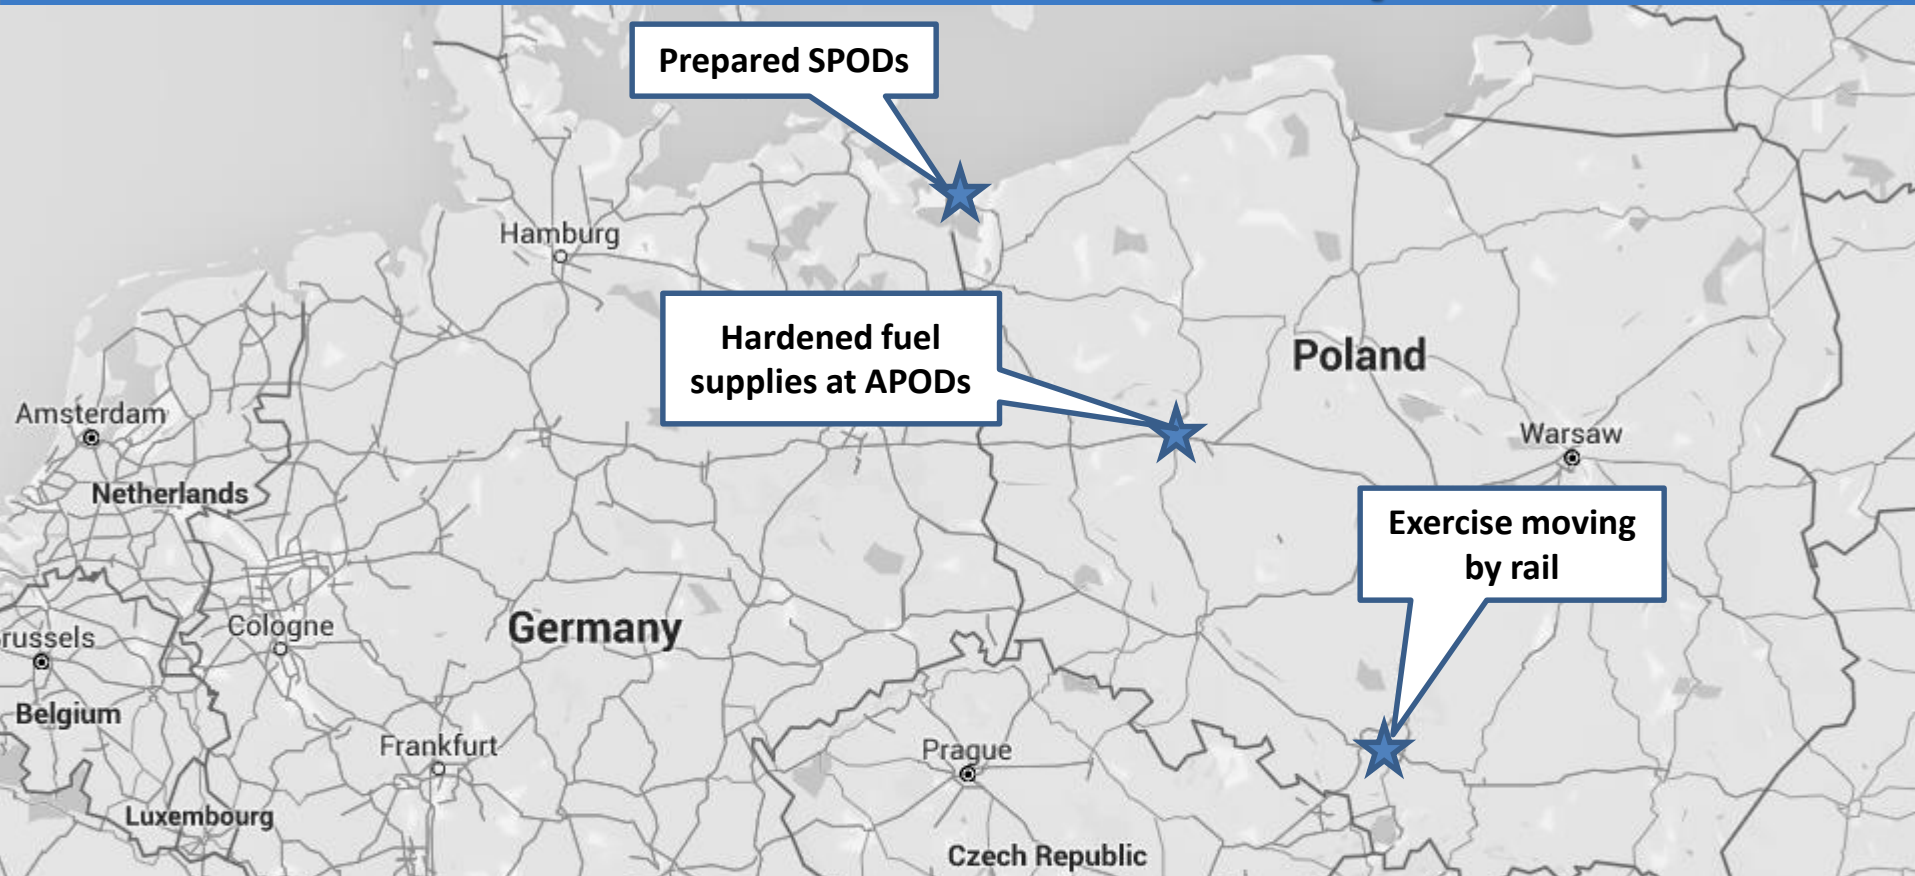 Prepared SPODs
Hamburg
Hardened fuel
supplies at APODs
Poland
Amsterdam
Warsaw
Netherlands
Exercise moving
by rail
Cologne
Germany
russels
Belgium
Frankfurt
Prague
Luxembourg
Czech Republic